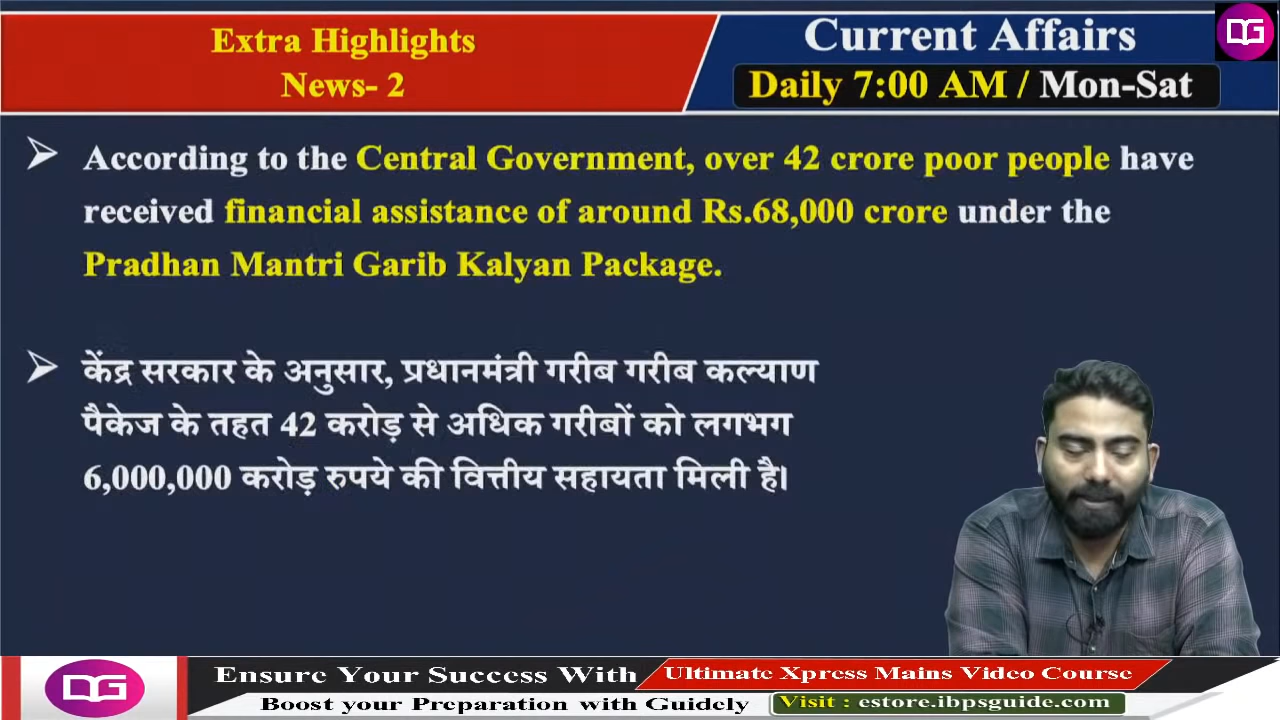 Extra Highlights
News- 2
Current Affairs
Daily 7:00 AM / Mon-Sat
DG
➢ According to the Central Government, over 42 crore poor people have
received financial assistance of around Rs.68,000 crore under the
Pradhan Mantri Garib Kalyan Package.
➢ केंद्र सरकार के अनुसार, प्रधानमंत्री गरीब गरीब कल्याण
पैकेज के तहत 42 करोड़ से अधिक गरीबों को लगभग
6,000,000 करोड़ रुपये की वित्तीय सहायता मिली है।
DG
Ensure Your Success With Ultimate Xpress Mains Video Course
Boost your Preparation with Guidely Visit : estore.ibpsguide.com